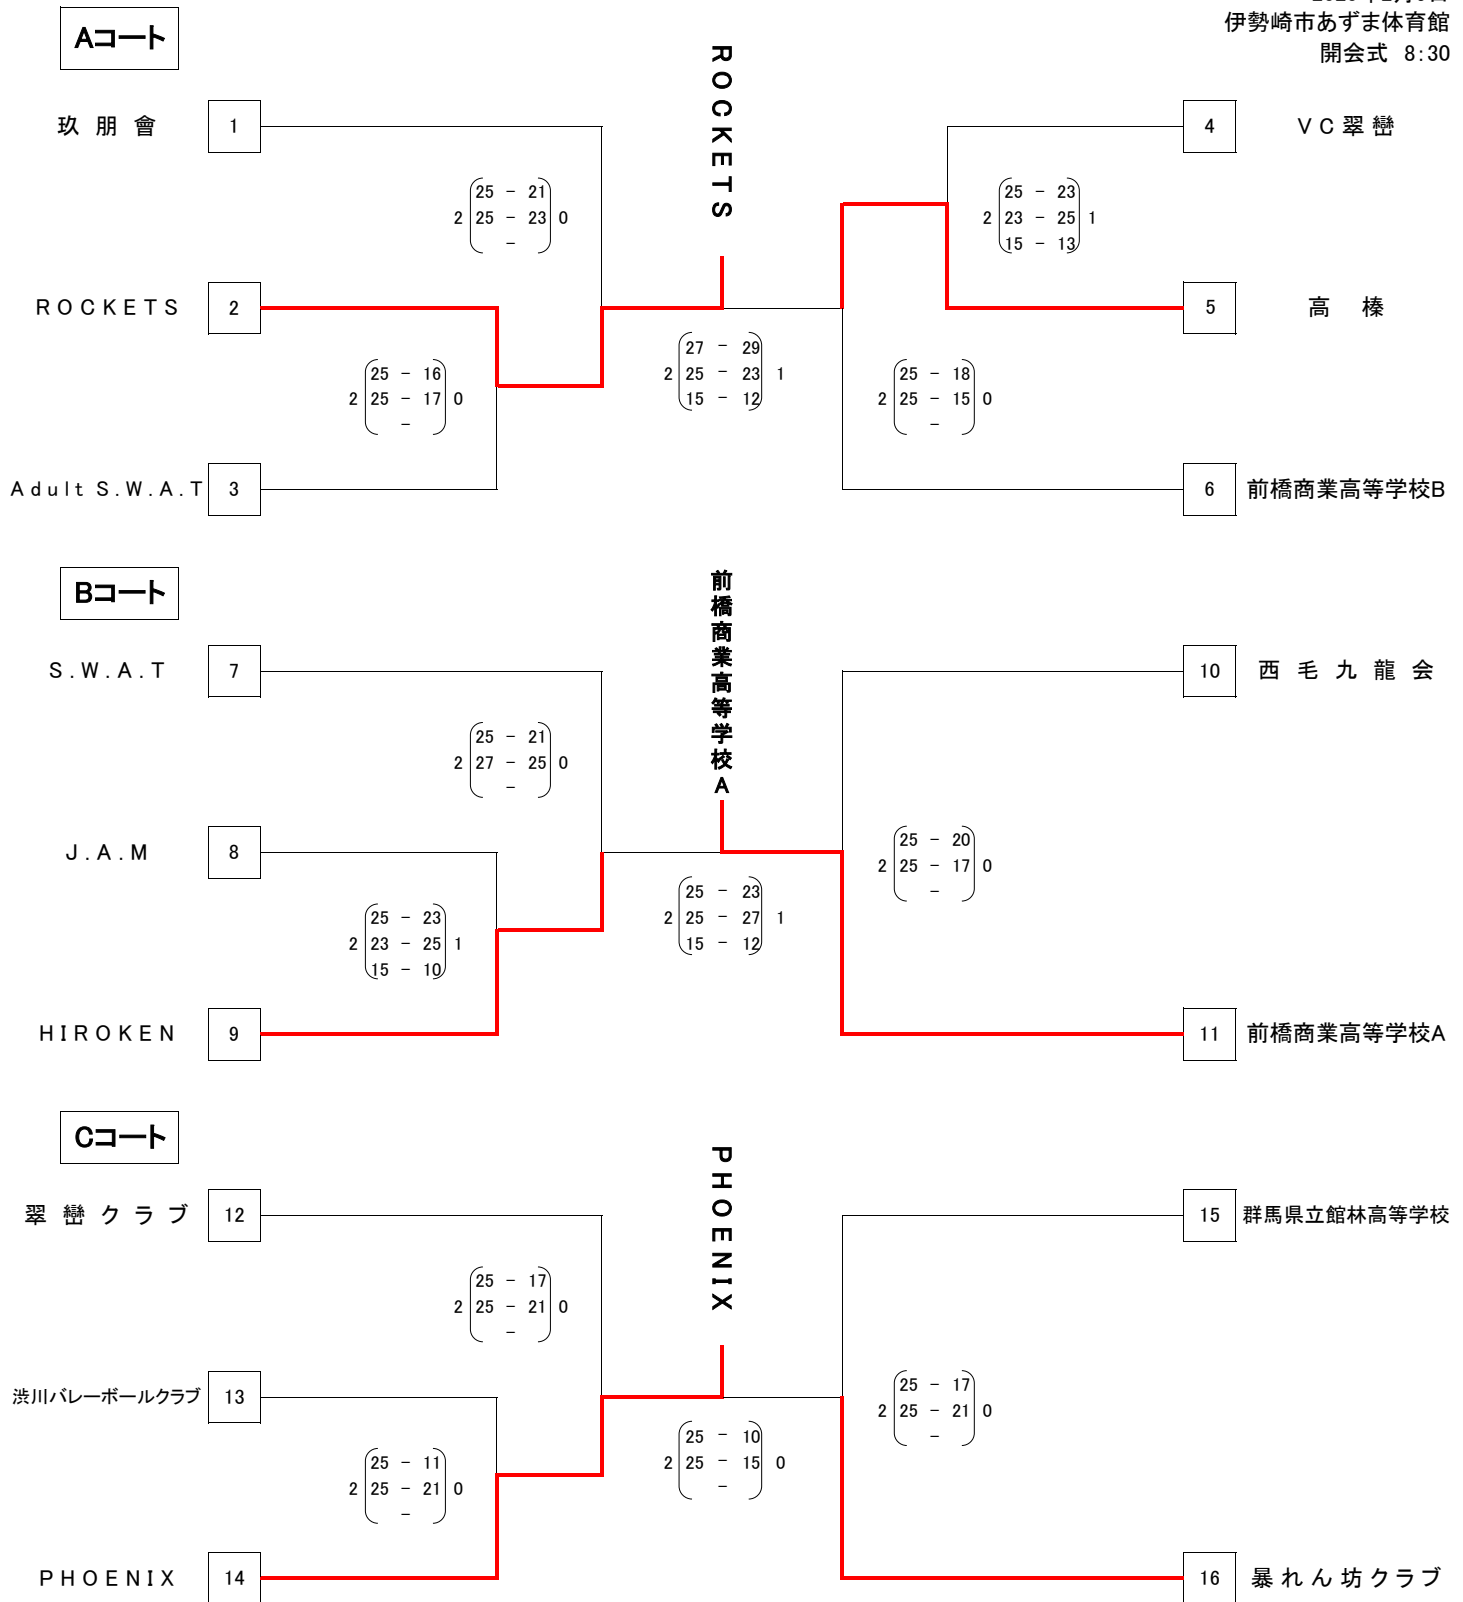 伊勢崎市あずま体育館
開会式 8:30
Aコート
ROCKETS
玖朋會 1
4 VC翠巒
25 - 21
2 25 - 23 0
-
25 - 23
2 23 - 25 1
15 - 13
ROCKETS 2
5 高榛
25 - 16
2 25 - 17 0
-
27 - 29
2 25 - 23 1
15 - 12
25 - 18
2 25 - 15 0
-
Adult S.W.A.T 3
6 前橋商業高等学校B
Bコート
前橋商業高等学校A
S.W.A.T 7
10 西毛九龍会
25 - 21
2 27 - 25 0
-
J.A.M 8
25 - 20
2 25 - 17 0
-
25 - 23
2 23 - 25 1
15 - 10
25 - 23
2 25 - 27 1
15 - 12
HIROKEN 9
11 前橋商業高等学校A
Cコート
PHOENIX
翠巒クラブ 12
15 群馬県立館林高等学校
25 - 17
2 25 - 21 0
-
渋川バレーボールクラブ 13
25 - 17
2 25 - 21 0
-
25 - 11
2 25 - 21 0
-
25 - 10
2 25 - 15 0
-
PHOENIX 14
16 暴れん坊クラブ